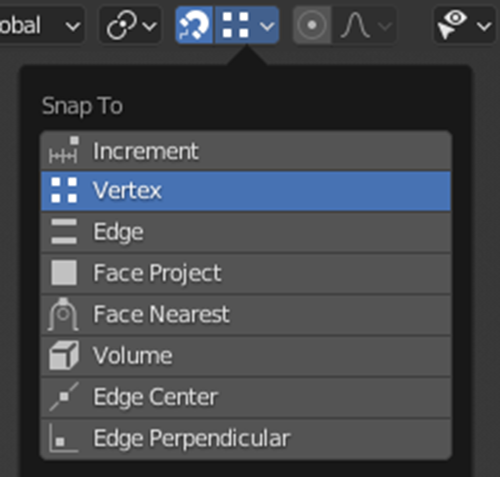 obal
Snap To
Increment
Vertex
Edge
Face Project
Face Nearest
Volume
Edge Center
Edge Perpendicular